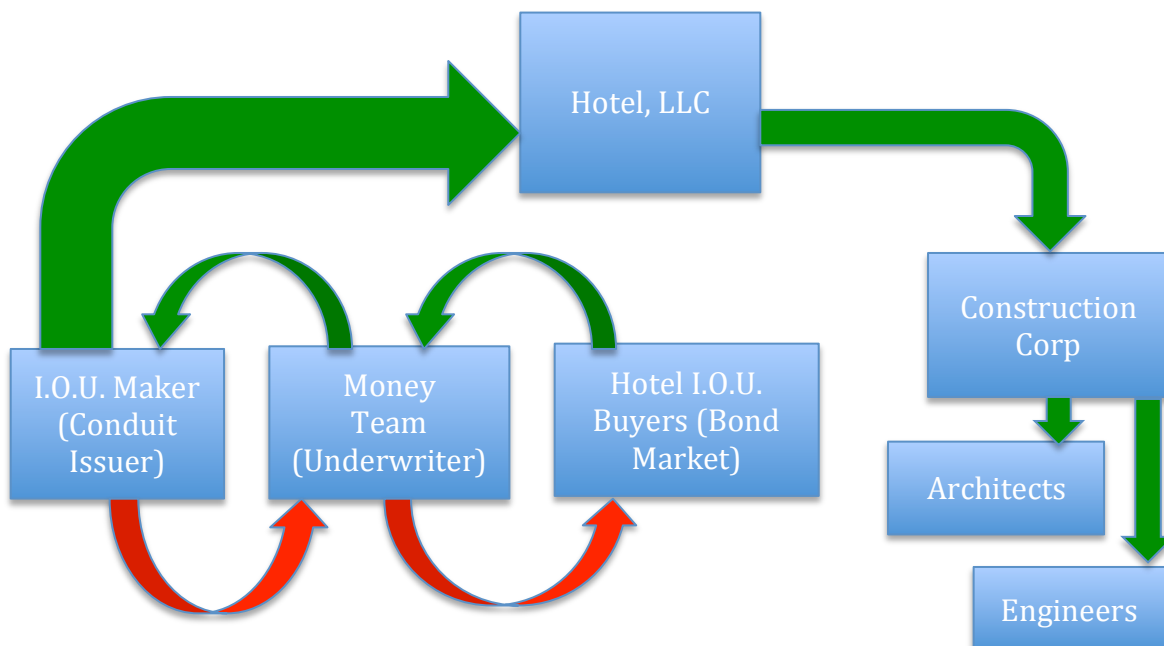 Hotel, LLC
Construction
Corp
I.O.U. Maker
(Conduit
Issuer)
Money
Team
(Underwriter)
Hotel I.O.U.
Buyers (Bond
Market)
Architects
Engineers